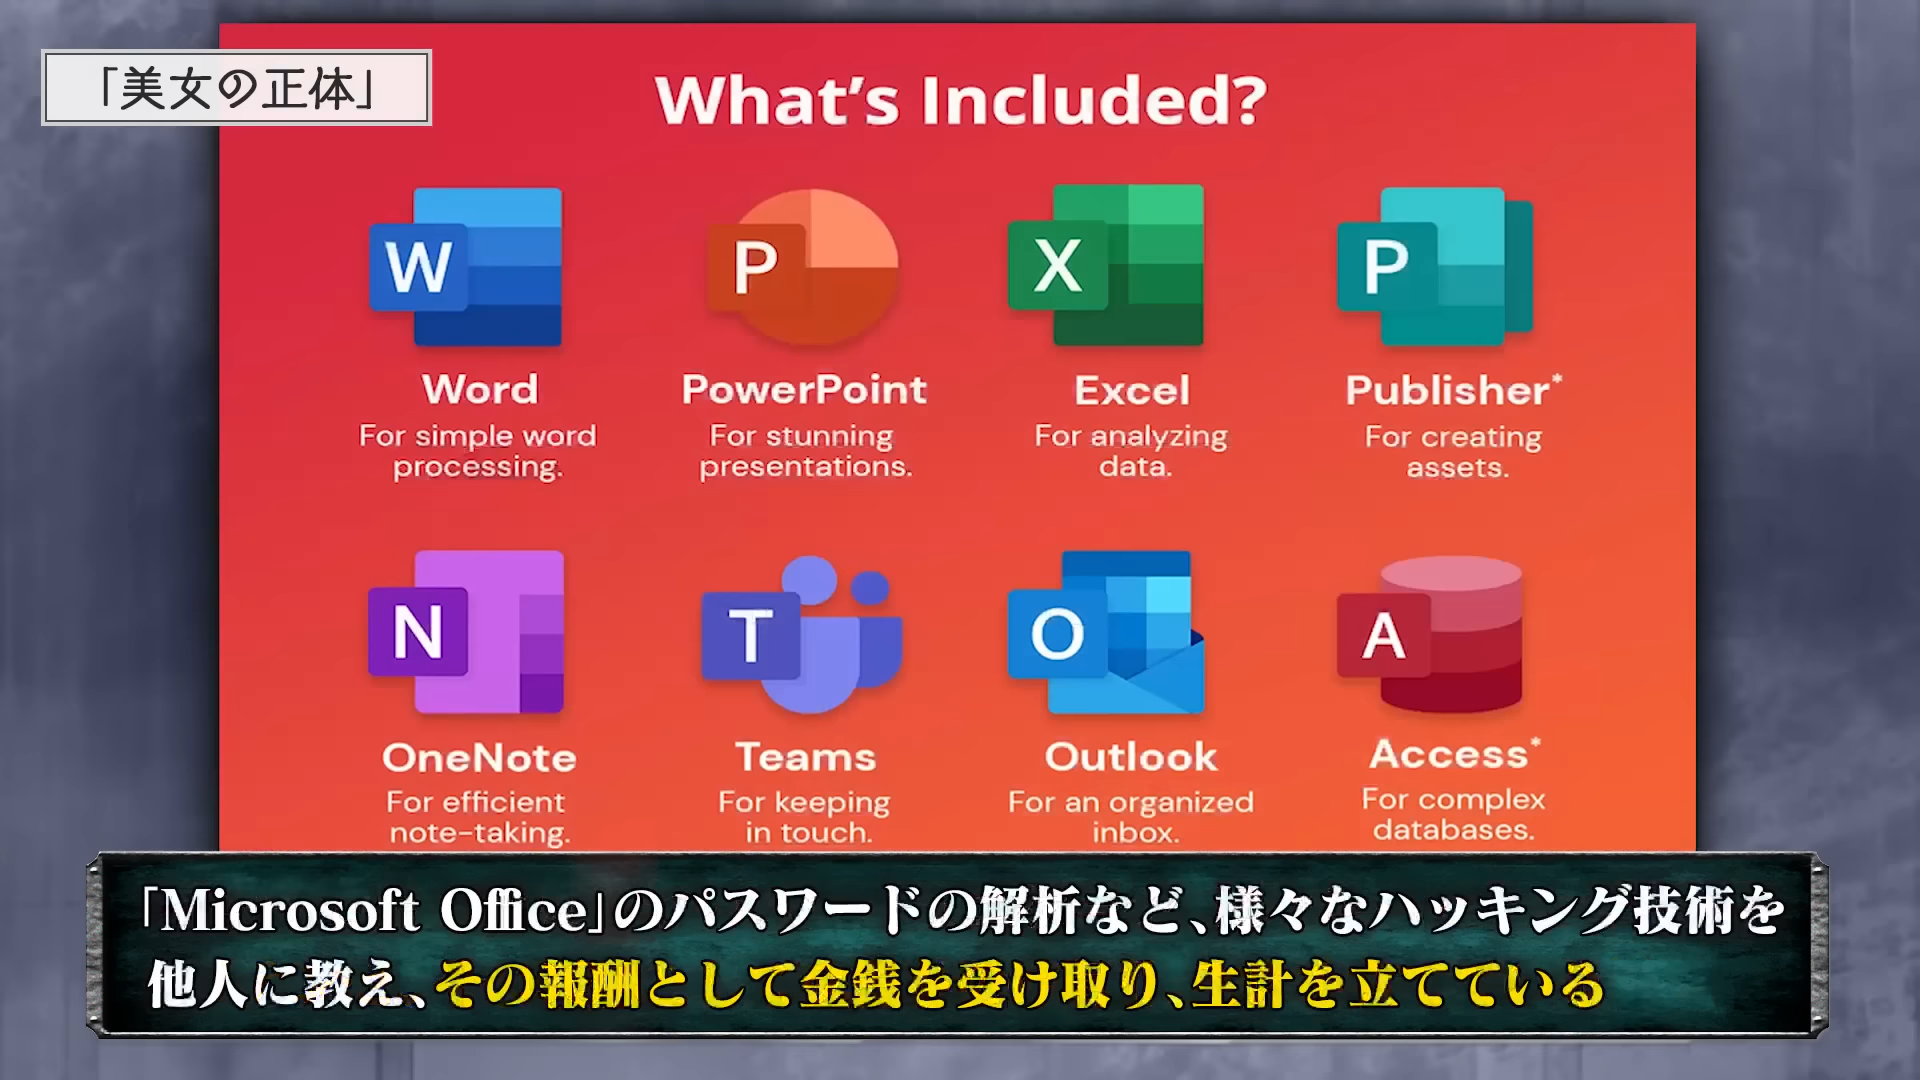 「美女の正体」
What's Included?
W
P
X
P
Word
PowerPoint
Excel
Publisher*
For simple word
processing.
For stunning
presentations.
For analyzing
data.
For creating
assets.
N
T
O
A
OneNote
Teams
Outlook
Access*
For efficient
note-taking.
For keeping
in touch.
For an organized
inbox.
For complex
databases.
「Microsoft Office」のパスワードの解析など、様々なハッキング技術を
他人に教え、その報酬として金銭を受け取り、生計を立てている